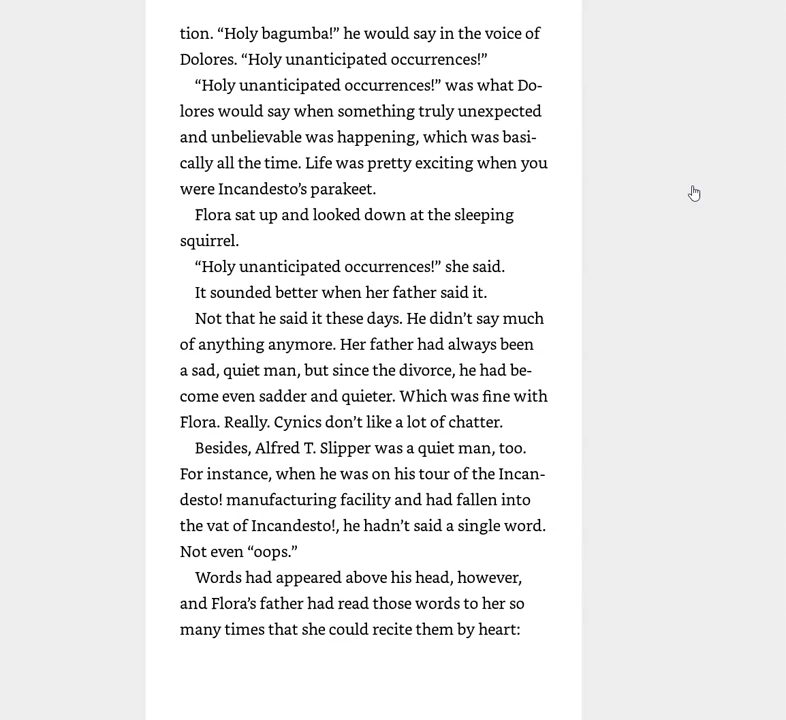 tion. “Holy bagumba!” he would say in the voice of
Dolores. “Holy unanticipated occurrences!”
“Holy unanticipated occurrences!” was what Do-
lores would say when something truly unexpected
and unbelievable was happening, which was basi-
cally all the time. Life was pretty exciting when you
were Incandesto’s parakeet.
Flora sat up and looked down at the sleeping
squirrel.
“Holy unanticipated occurrences!” she said.
It sounded better when her father said it.
Not that he said it these days. He didn’t say much
of anything anymore. Her father had always been
a sad, quiet man, but since the divorce, he had be-
come even sadder and quieter. Which was fine with
Flora. Really. Cynics don’t like a lot of chatter.
Besides, Alfred T. Slipper was a quiet man, too.
For instance, when he was on his tour of the Incan-
desto! manufacturing facility and had fallen into
the vat of Incandesto!, he hadn’t said a single word.
Not even “oops.”
Words had appeared above his head, however,
and Flora’s father had read those words to her so
many times that she could recite them by heart: